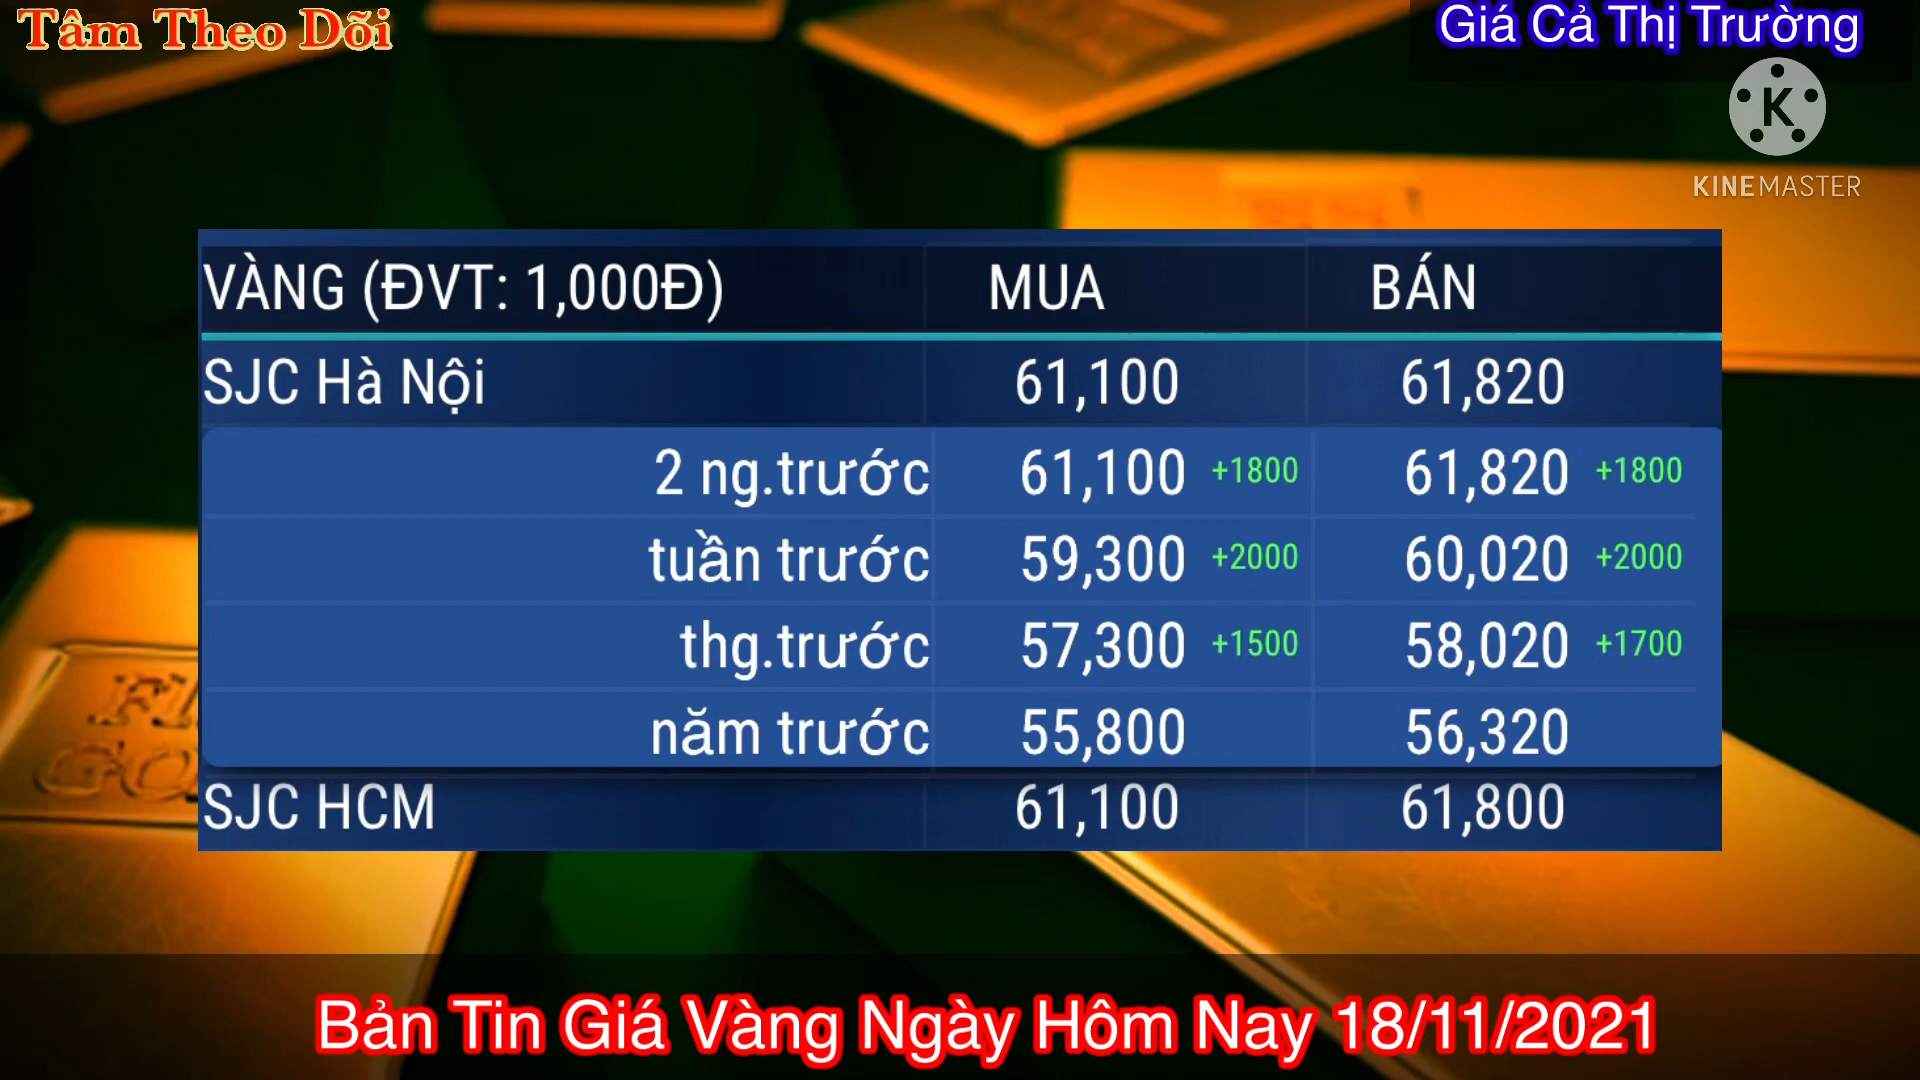 Tâm Theo Dõi
Giá Cả Thị Trường
K
KINEMASTER
VÀNG (ĐVT: 1,000Đ) MUA BÁN
SJC Hà Nội 61,100 61,820
2 ng.trước 61,100 +1800 61,820 +1800
tuần trước 59,300 +2000 60,020 +2000
thg.trước 57,300 +1500 58,020 +1700
năm trước 55,800 56,320
SJC HCM 61,100 61,800
Bản Tin Giá Vàng Ngày Hôm Nay 18/11/2021